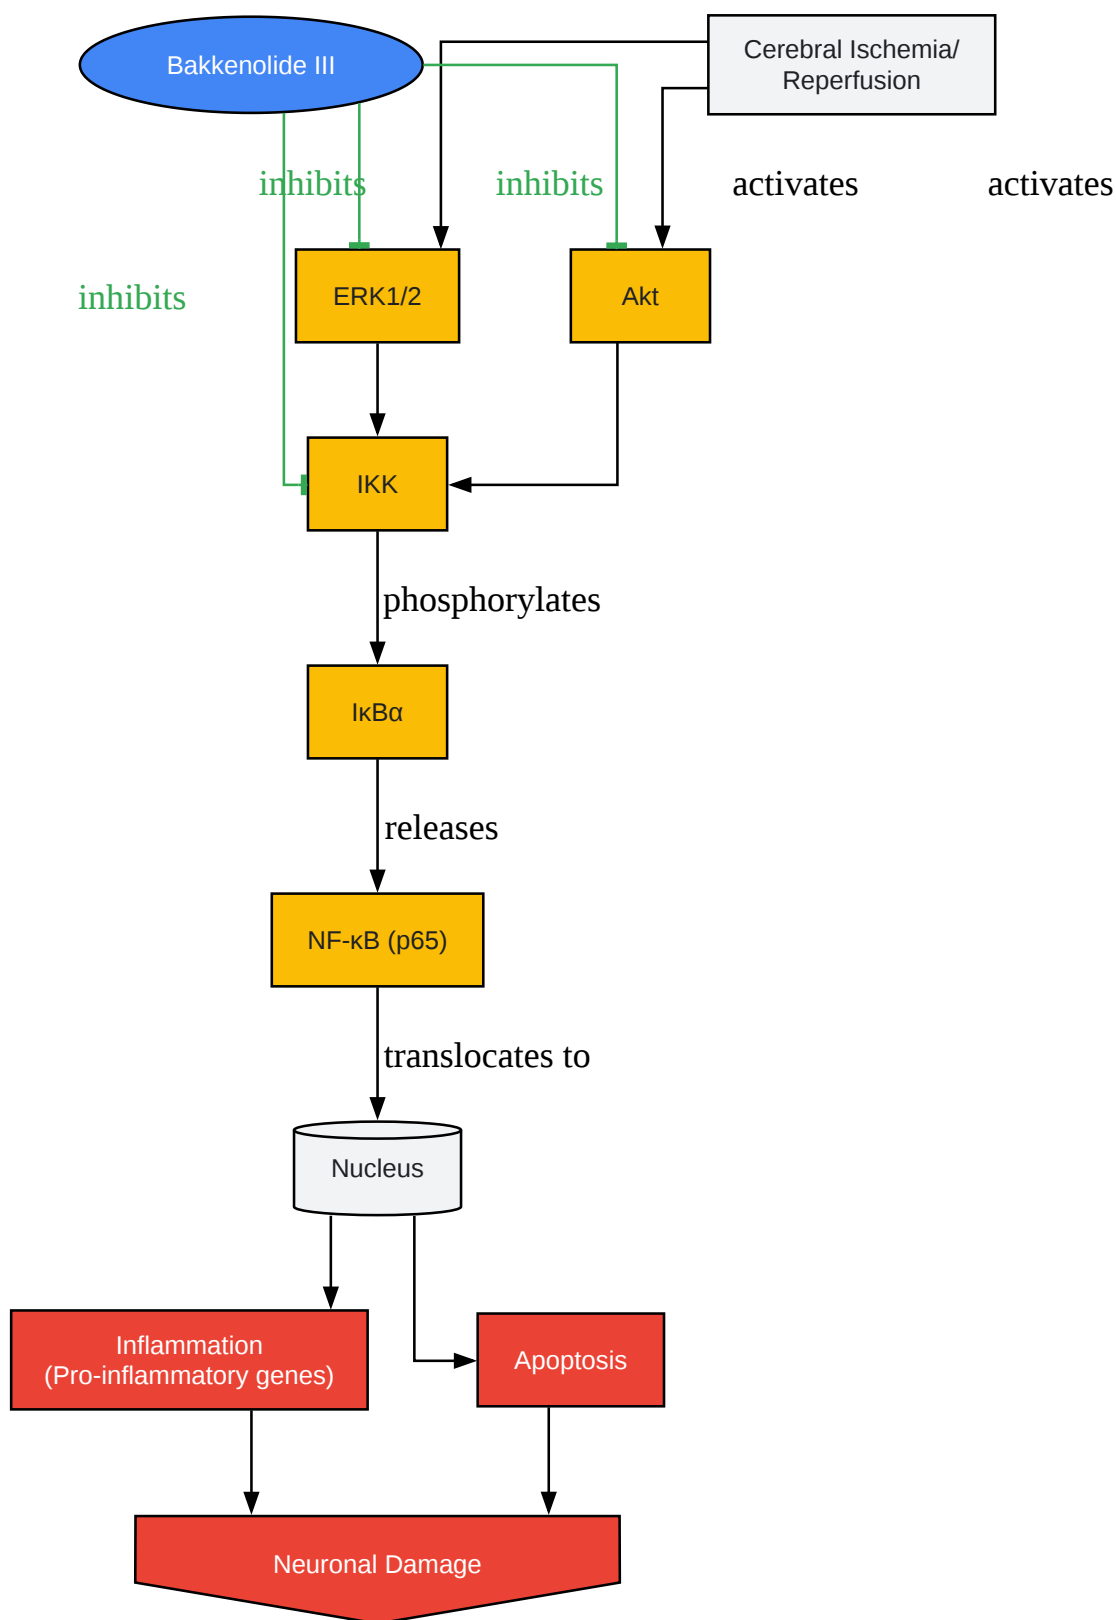 Bakkenolide III
Cerebral Ischemia/
Reperfusion
inhibits
inhibits
activates
activates
inhibits
ERK1/2
Akt
IKK
phosphorylates
IκBα
releases
NF-κB (p65)
translocates to
Nucleus
Inflammation
(Pro-inflammatory genes)
Apoptosis
Neuronal Damage